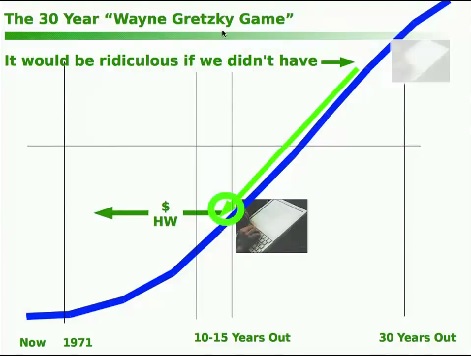 The 30 Year “Wayne Gretzky Game”
It would be ridiculous if we didn't have
$
HW
Now 1971
10-15 Years Out
30 Years Out